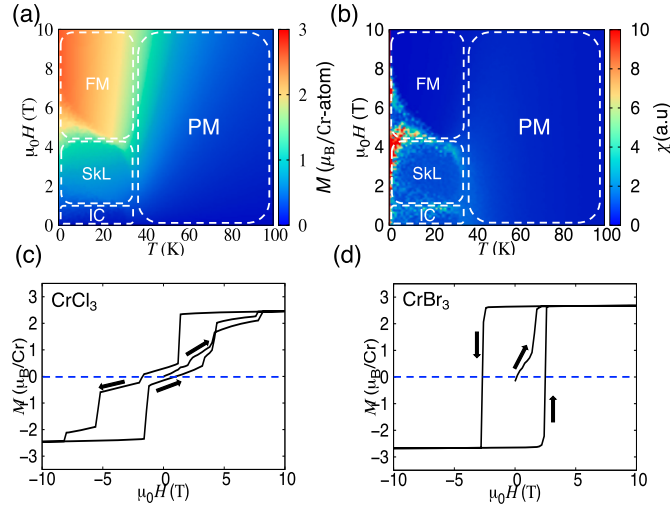 (a)
10
8
6
4
2
0
μ₀H (T)
FM
SkL
IC
PM
0 20 40 60 80 100
T (K)
3
2
1
0
M (μB/Cr-atom)
(b)
10
8
6
4
2
0
μ₀H (T)
FM
SkL
IC
PM
0 20 40 60 80 100
T (K)
10
8
6
4
2
0
χ(a.u)
(c)
CrCl₃
3
2
1
0
−1
−2
−3
M (μB/Cr)
−10 −5 0 5 10
μ₀H (T)
(d)
CrBr₃
3
2
1
0
−1
−2
−3
M (μB/Cr)
−10 −5 0 5 10
μ₀H (T)